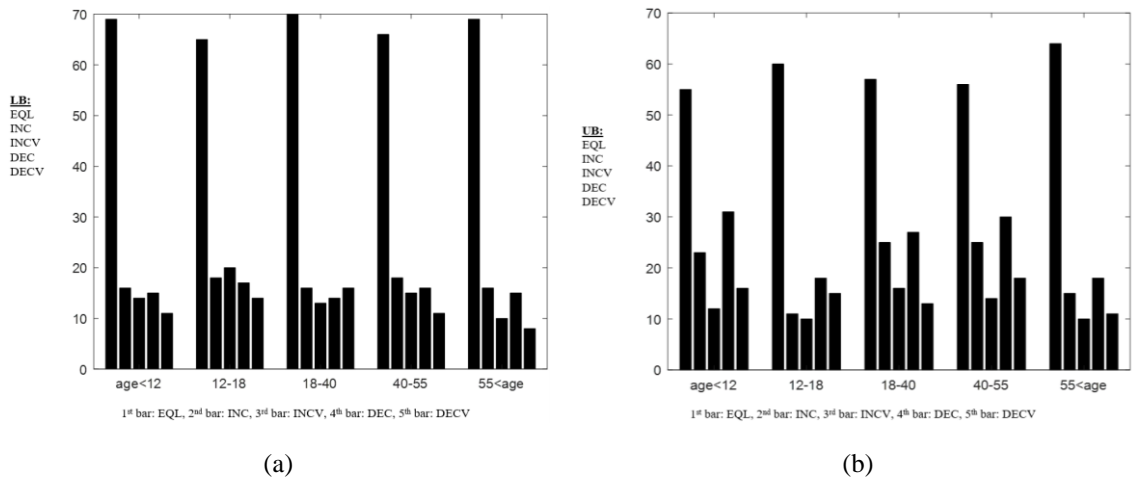 70
60
50
40
30
20
10
0
LB:
EQL
INC
INCV
DEC
DECV
age<12 12-18 18-40 40-55 55<age
1st bar: EQL, 2nd bar: INC, 3rd bar: INCV, 4th bar: DEC, 5th bar: DECV
(a)
70
60
50
40
30
20
10
0
UB:
EQL
INC
INCV
DEC
DECV
age<12 12-18 18-40 40-55 55<age
1st bar: EQL, 2nd bar: INC, 3rd bar: INCV, 4th bar: DEC, 5th bar: DECV
(b)